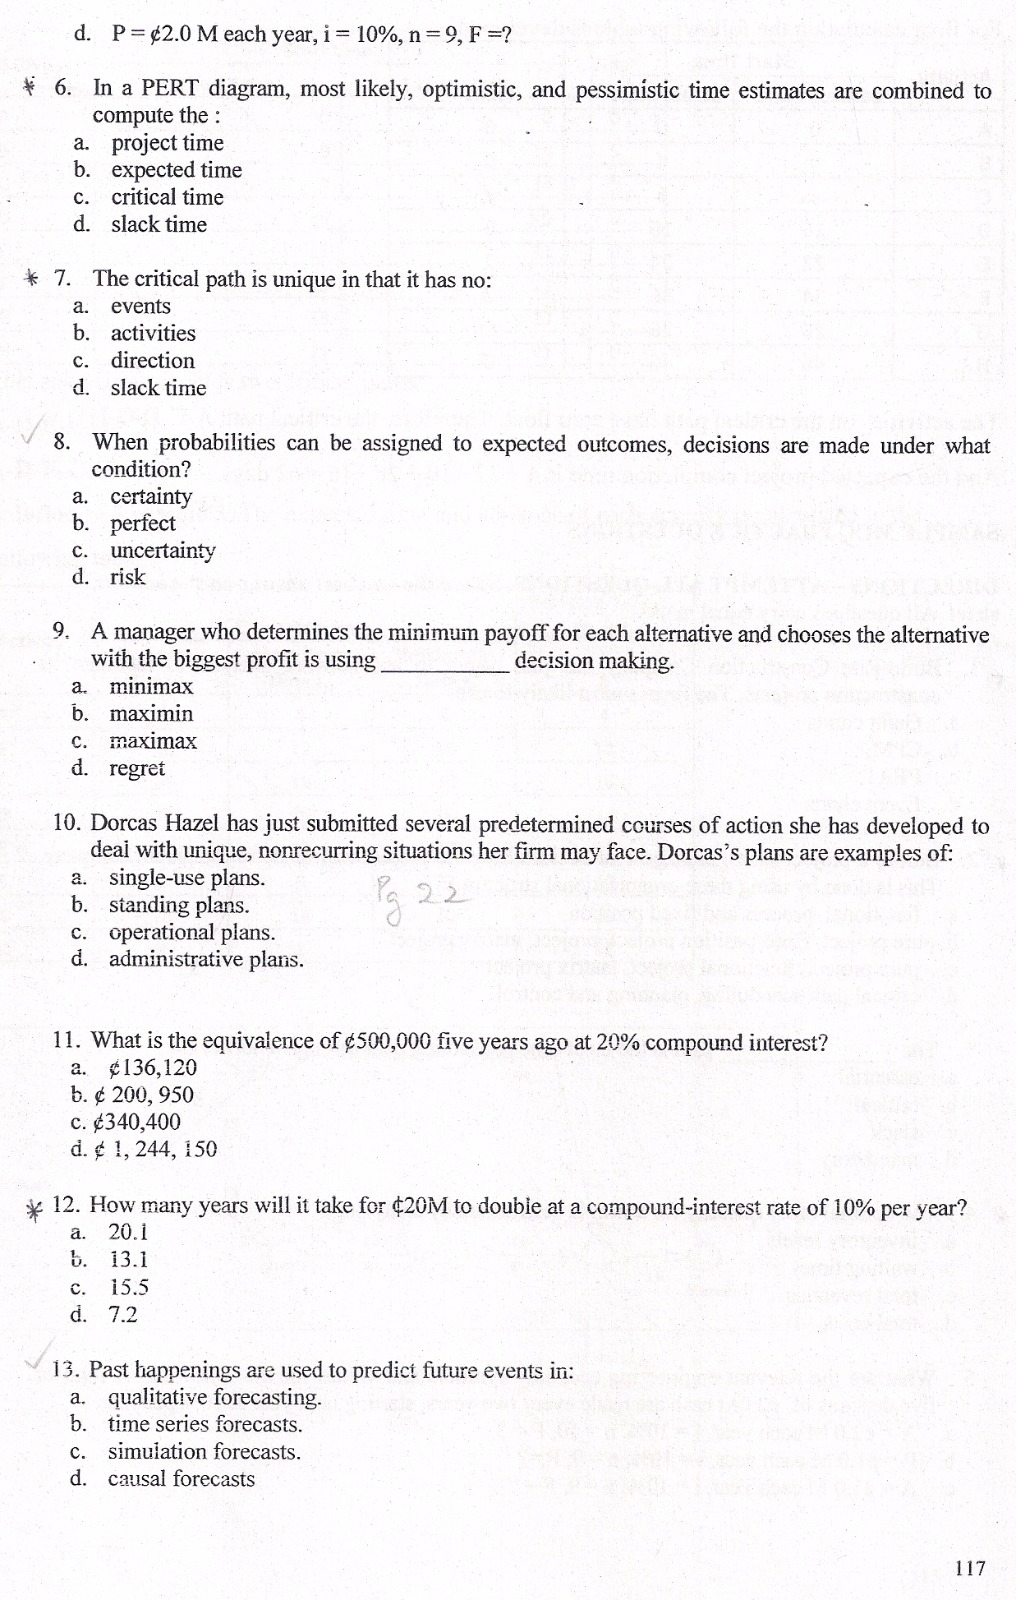 d. P = ₵2.0 M each year, i = 10%, n = 9, F =?
* 6. In a PERT diagram, most likely, optimistic, and pessimistic time estimates are combined to
compute the :
a. project time
b. expected time
c. critical time
d. slack time
* 7. The critical path is unique in that it has no:
a. events
b. activities
c. direction
d. slack time
✓ 8. When probabilities can be assigned to expected outcomes, decisions are made under what
condition?
a. certainty
b. perfect
c. uncertainty
d. risk
9. A manager who determines the minimum payoff for each alternative and chooses the alternative
with the biggest profit is using ____________ decision making.
a. minimax
b. maximin
c. maximax
d. regret
10. Dorcas Hazel has just submitted several predetermined courses of action she has developed to
deal with unique, nonrecurring situations her firm may face. Dorcas's plans are examples of:
a. single-use plans.
Pg 22
b. standing plans.
c. operational plans.
d. administrative plans.
11. What is the equivalence of ₵500,000 five years ago at 20% compound interest?
a. ₵136,120
b. ₵ 200, 950
c. ₵340,400
d. ₵ 1, 244, 150
* 12. How many years will it take for ₵20M to double at a compound-interest rate of 10% per year?
a. 20.1
b. 13.1
c. 15.5
d. 7.2
✓ 13. Past happenings are used to predict future events in:
a. qualitative forecasting.
b. time series forecasts.
c. simulation forecasts.
d. causal forecasts
117